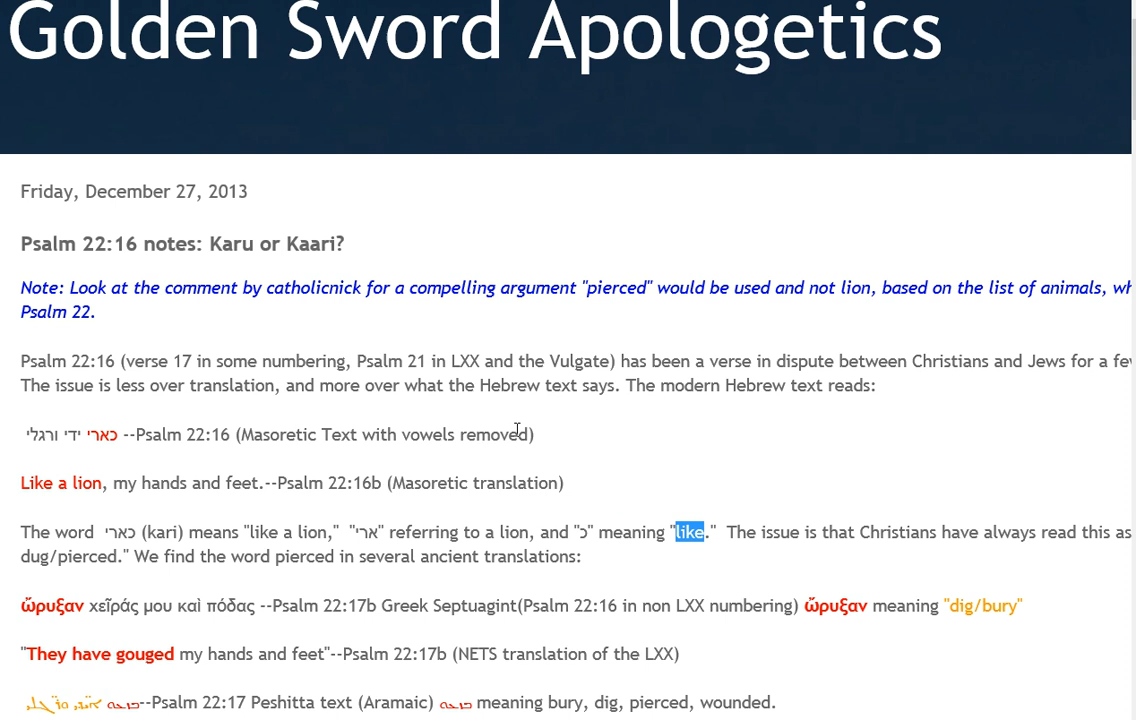 Golden Sword Apologetics
Friday, December 27, 2013
Psalm 22:16 notes: Karu or Kaari?
Note: Look at the comment by catholicnick for a compelling argument "pierced" would be used and not lion, based on the list of animals, wh
Psalm 22.
Psalm 22:16 (verse 17 in some numbering, Psalm 21 in LXX and the Vulgate) has been a verse in dispute between Christians and Jews for a fe
The issue is less over translation, and more over what the Hebrew text says. The modern Hebrew text reads:
כארי ידי ורגלי --Psalm 22:16 (Masoretic Text with vowels removed)
Like a lion, my hands and feet.--Psalm 22:16b (Masoretic translation)
The word כארי (kari) means "like a lion," "ארי" referring to a lion, and "כ" meaning "like." The issue is that Christians have always read this as
dug/pierced." We find the word pierced in several ancient translations:
ὤρυξαν χεῖράς μου καὶ πόδας --Psalm 22:17b Greek Septuagint(Psalm 22:16 in non LXX numbering) ὤρυξαν meaning "dig/bury"
"They have gouged my hands and feet"--Psalm 22:17b (NETS translation of the LXX)
--Psalm 22:17 Peshitta text (Aramaic) meaning bury, dig, pierced, wounded.